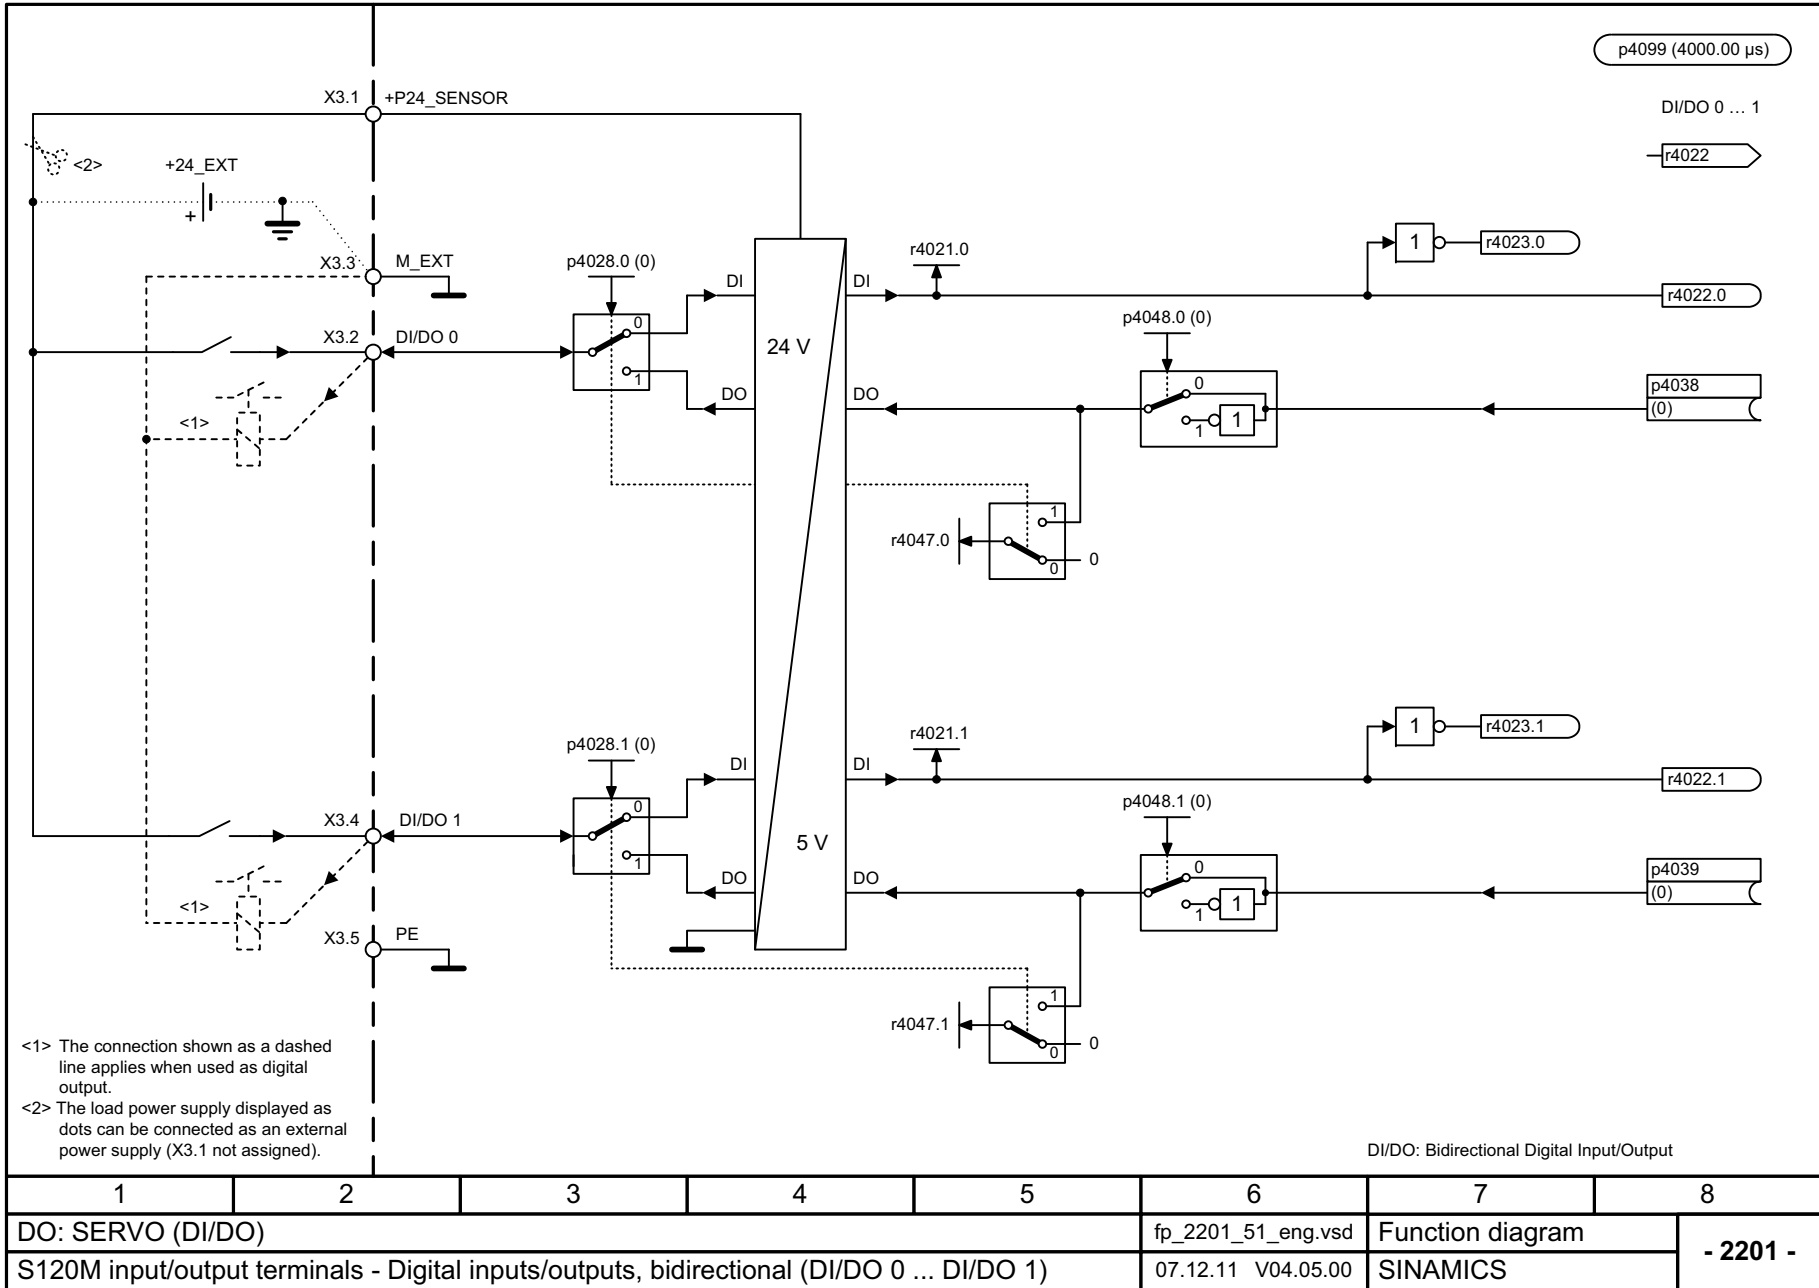 p4099 (4000.00 µs)
X3.1 +P24_SENSOR
DI/DO 0 … 1
<2>
+24_EXT
r4022
+
r4021.0
1
r4023.0
X3.3
M_EXT
p4028.0 (0)
DI
DI
r4022.0
p4048.0 (0)
X3.2
DI/DO 0
0
1
24 V
DO
DO
0
1
1
p4038
(0)
<1>
r4047.0
1
0
0
r4021.1
1
r4023.1
p4028.1 (0)
DI
DI
r4022.1
p4048.1 (0)
X3.4
DI/DO 1
0
1
5 V
DO
DO
0
1
1
p4039
(0)
<1>
X3.5
PE
r4047.1
1
0
0
<1> The connection shown as a dashed
line applies when used as digital
output.
<2> The load power supply displayed as
dots can be connected as an external
power supply (X3.1 not assigned).
DI/DO: Bidirectional Digital Input/Output
1 2 3 4 5 6 7 8
DO: SERVO (DI/DO)
fp_2201_51_eng.vsd
Function diagram
- 2201 -
S120M input/output terminals - Digital inputs/outputs, bidirectional (DI/DO 0 ... DI/DO 1)
07.12.11 V04.05.00
SINAMICS